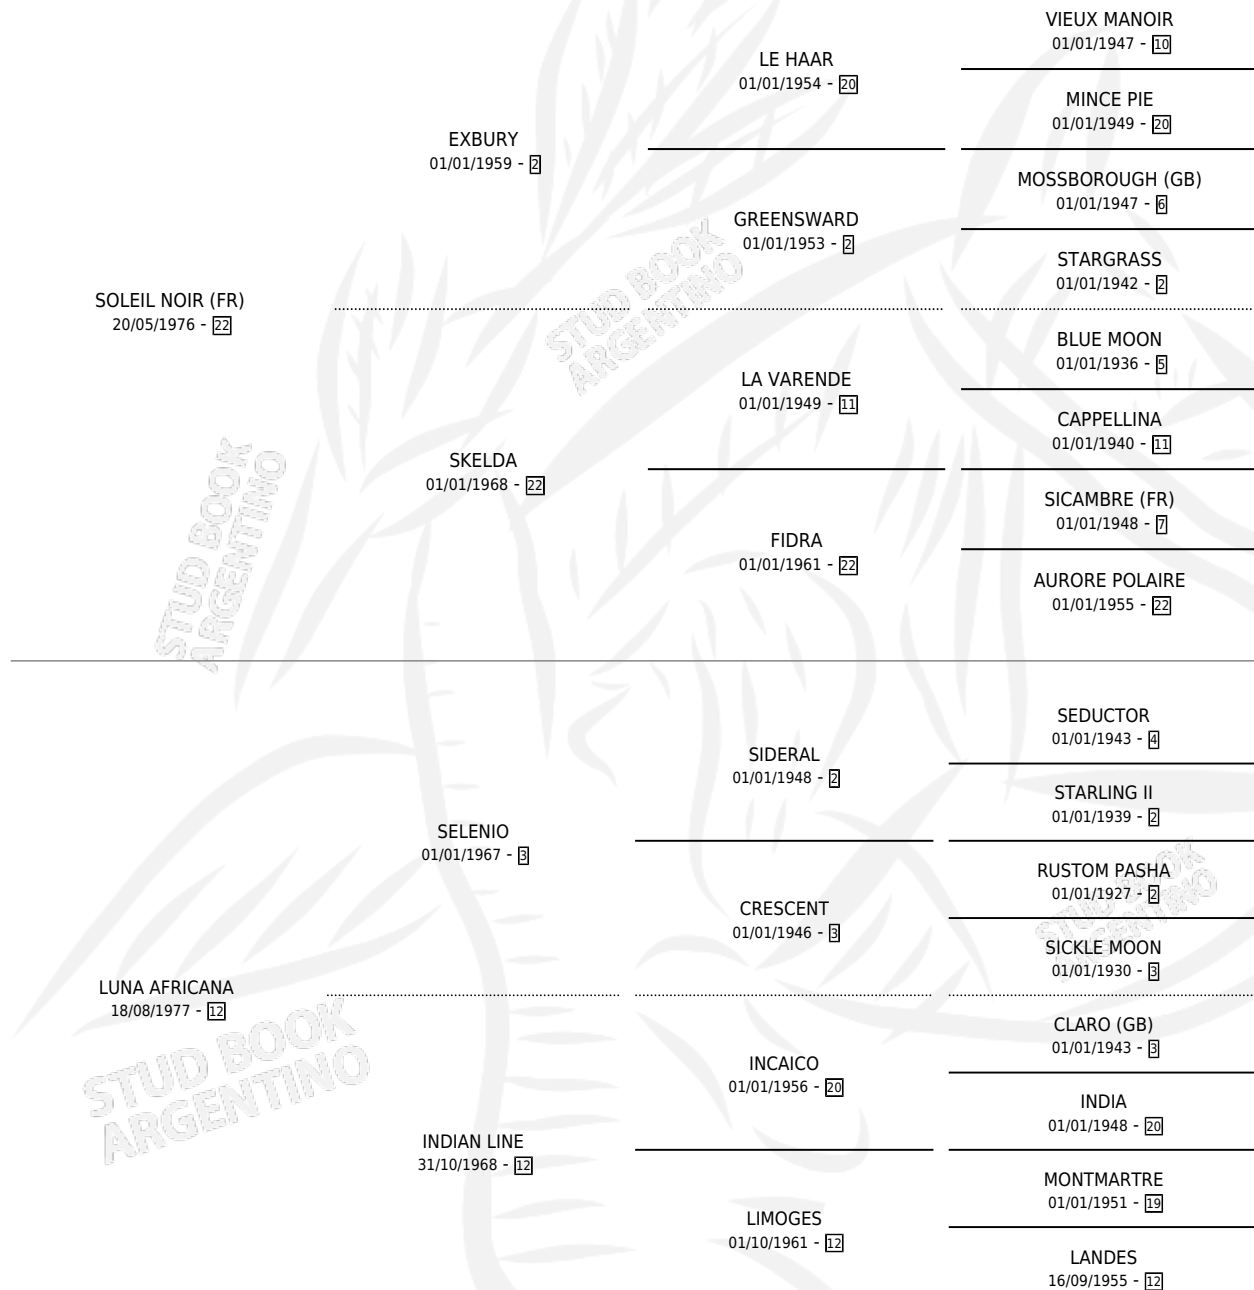 VIEUX MANOIR
01/01/1947 - 10
LE HAAR
01/01/1954 - 20
MINCE PIE
01/01/1949 - 20
EXBURY
01/01/1959 - 2
MOSSBOROUGH (GB)
01/01/1947 - 6
GREENSWARD
01/01/1953 - 2
STARGRASS
01/01/1942 - 2
SOLEIL NOIR (FR)
20/05/1976 - 22
STUD BOOK
ARGENTINO
BLUE MOON
01/01/1936 - 5
LA VARENDE
01/01/1949 - 11
CAPPELLINA
01/01/1940 - 11
SKELDA
01/01/1968 - 22
SICAMBRE (FR)
01/01/1948 - 7
FIDRA
01/01/1961 - 22
AURORE POLAIRE
01/01/1955 - 22
STUD BOOK
ARGENTINO
SEDUCTOR
01/01/1943 - 4
SIDERAL
01/01/1948 - 2
STARLING II
01/01/1939 - 2
SELENIO
01/01/1967 - 3
RUSTOM PASHA
01/01/1927 - 2
CRESCENT
01/01/1946 - 3
SICKLE MOON
01/01/1930 - 3
STUD BOOK
ARGENTINO
LUNA AFRICANA
18/08/1977 - 12
STUD BOOK
ARGENTINO
CLARO (GB)
01/01/1943 - 3
INCAICO
01/01/1956 - 20
INDIA
01/01/1948 - 20
INDIAN LINE
31/10/1968 - 12
MONTMARTRE
01/01/1951 - 19
LIMOGES
01/10/1961 - 12
LANDES
16/09/1955 - 12